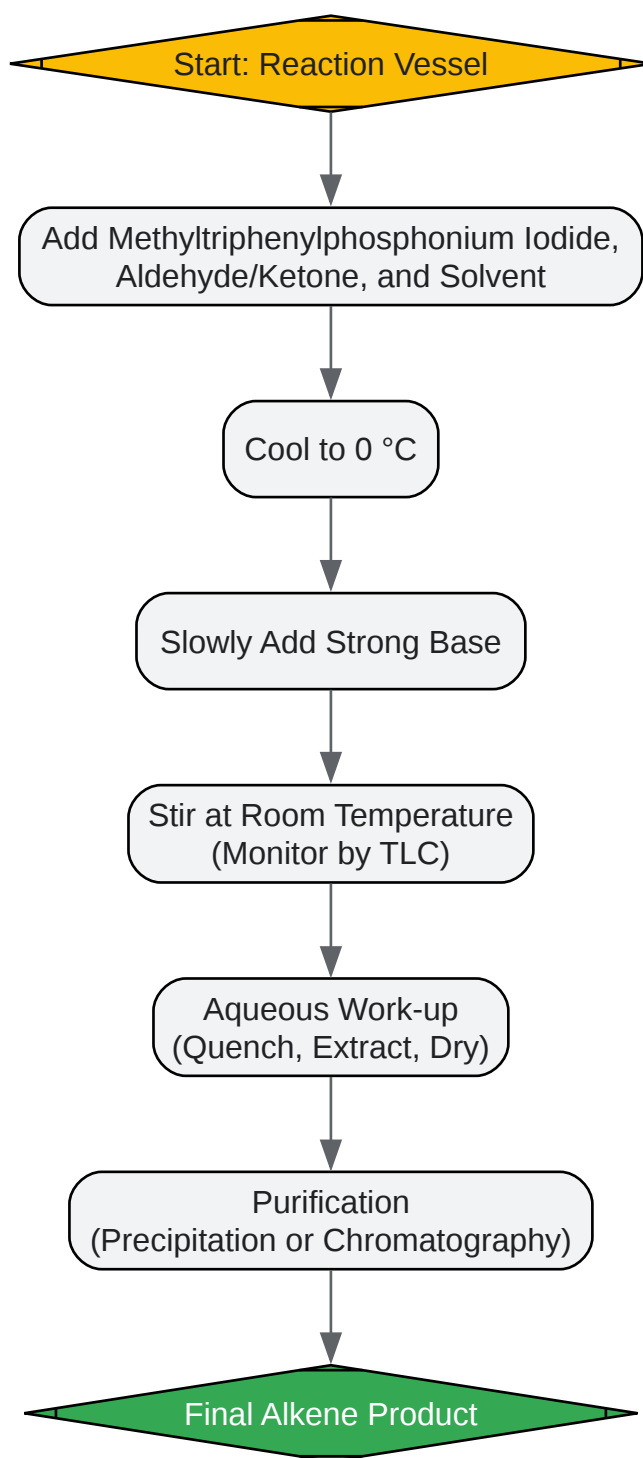 Start: Reaction Vessel
Add Methyltriphenylphosphonium Iodide,
Aldehyde/Ketone, and Solvent
Cool to 0 °C
Slowly Add Strong Base
Stir at Room Temperature
(Monitor by TLC)
Aqueous Work-up
(Quench, Extract, Dry)
Purification
(Precipitation or Chromatography)
Final Alkene Product